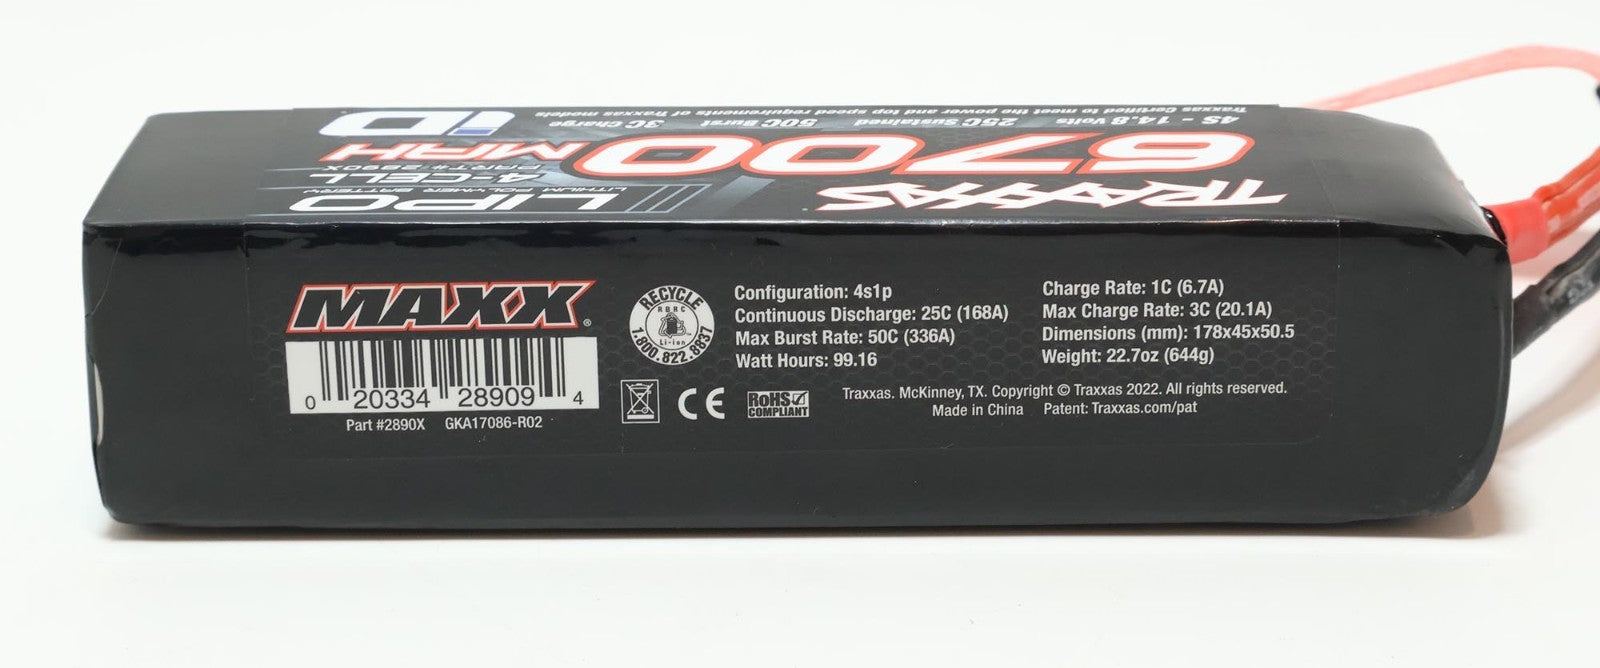 Traxxas Certified to meet the power and top speed requirements of Traxxas models
4S - 14.8 Volts 25C Sustained 50C Burst 3C Charge
iD
6700 MAH
TRAXXAS
LIPO
LITHIUM POLYMER BATTERY
4-CELL
MAXX®
0 20334 28909 4
Part #2890X GKA17086-R02
RECYCLE
RBRC
Li-ion
1.800.822.8837
CE
RoHS
COMPLIANT
Configuration: 4s1p
Continuous Discharge: 25C (168A)
Max Burst Rate: 50C (336A)
Watt Hours: 99.16
Charge Rate: 1C (6.7A)
Max Charge Rate: 3C (20.1A)
Dimensions (mm): 178x45x50.5
Weight: 22.7oz (644g)
Traxxas. McKinney, TX. Copyright © Traxxas 2022. All rights reserved.
Made in China Patent: Traxxas.com/pat